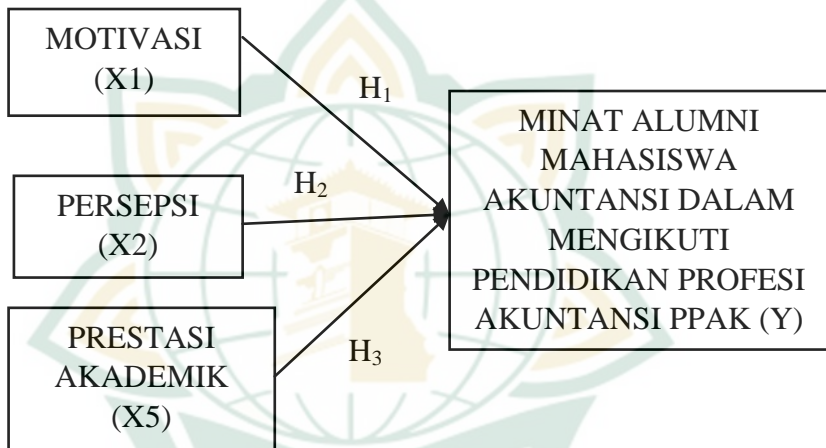 MOTIVASI
(X1)
H₁
PERSEPSI
(X2)
H₂
PRESTASI
AKADEMIK
(X5)
H₃
MINAT ALUMNI
MAHASISWA
AKUNTANSI DALAM
MENGIKUTI
PENDIDIKAN PROFESI
AKUNTANSI PPAK (Y)